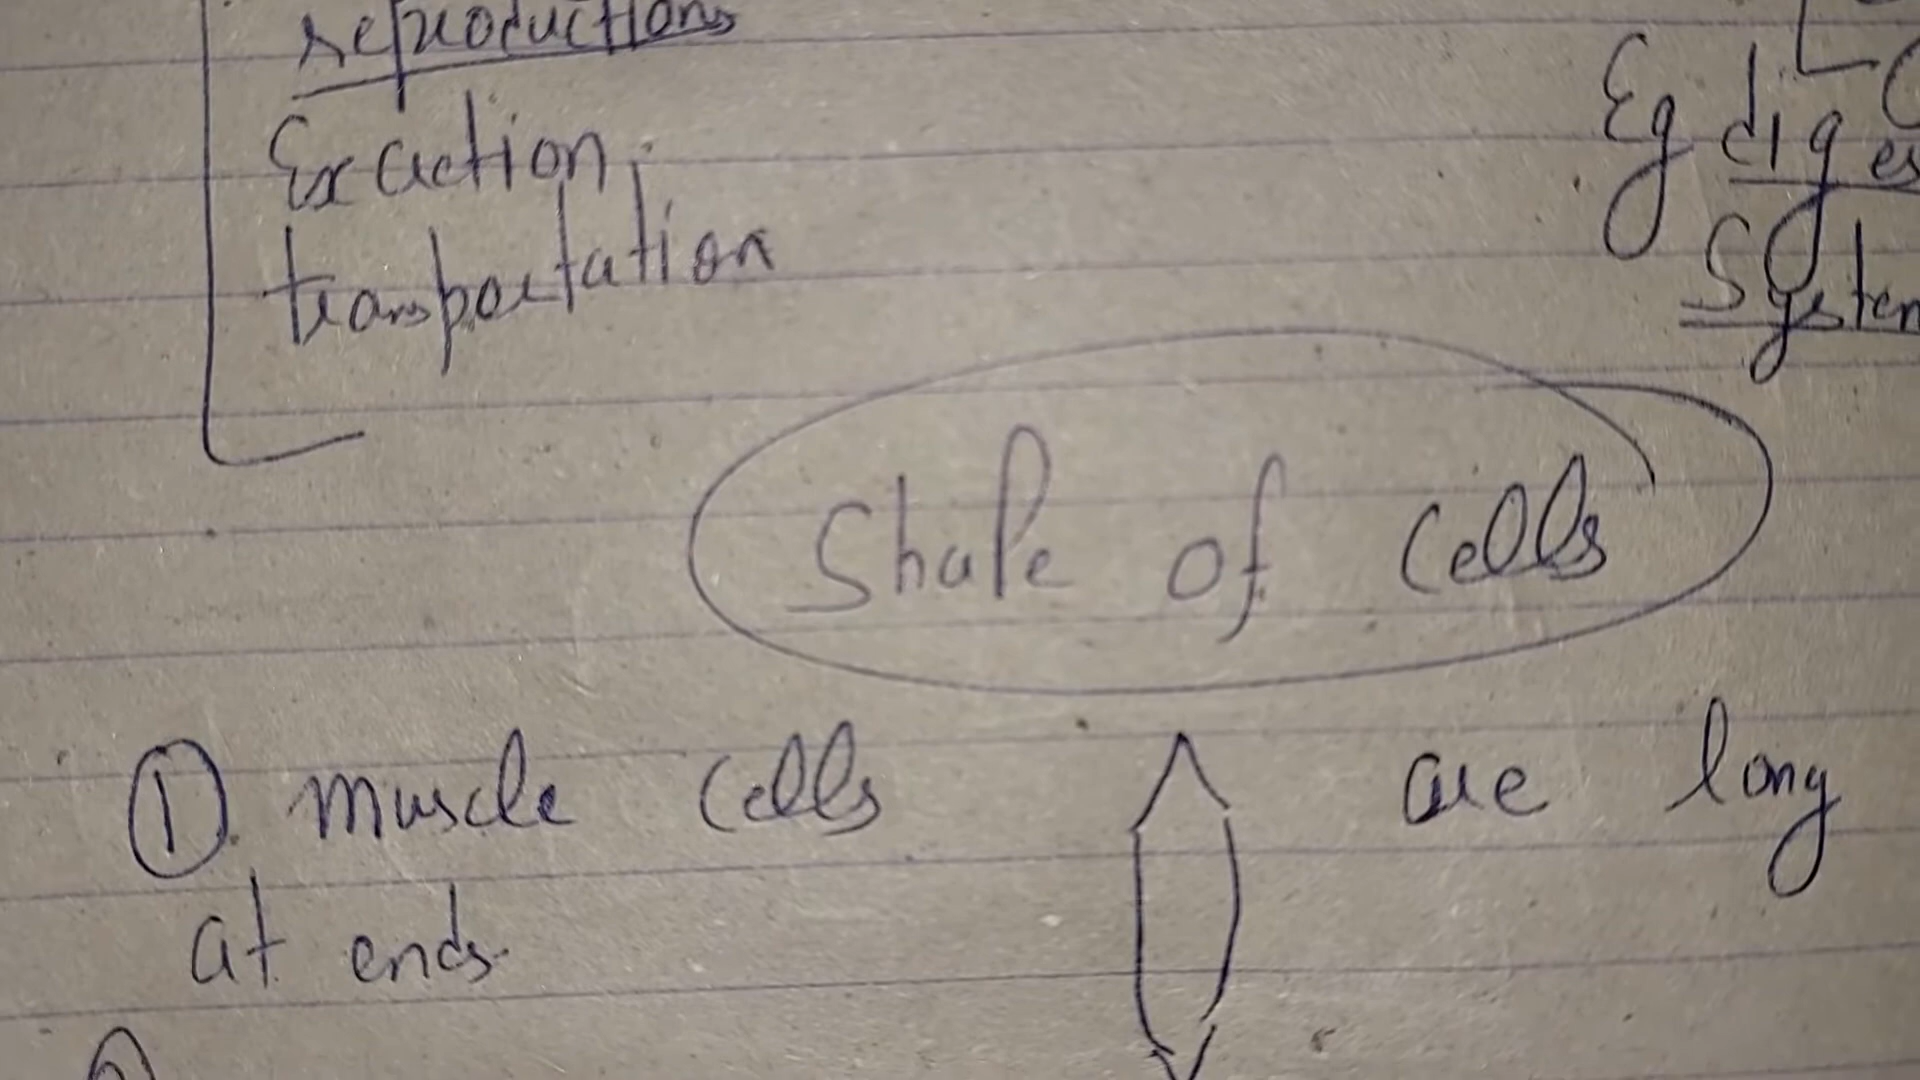 reproductions
Excretion,
transportation
Eg diges
System
Shape of cells
① muscle cells are long
at ends.